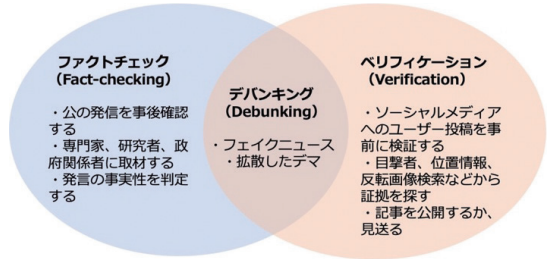 ファクトチェック
(Fact-checking)
・公の発信を事後確認
する
・専門家、研究者、政
府関係者に取材する
・発言の事実性を判定
する
デバンキング
(Debunking)
・フェイクニュース
・拡散したデマ
ベリフィケーション
(Verification)
・ソーシャルメディア
へのユーザー投稿を事
前に検証する
・目撃者、位置情報、
反転画像検索などから
証拠を探す
・記事を公開するか、
見送る